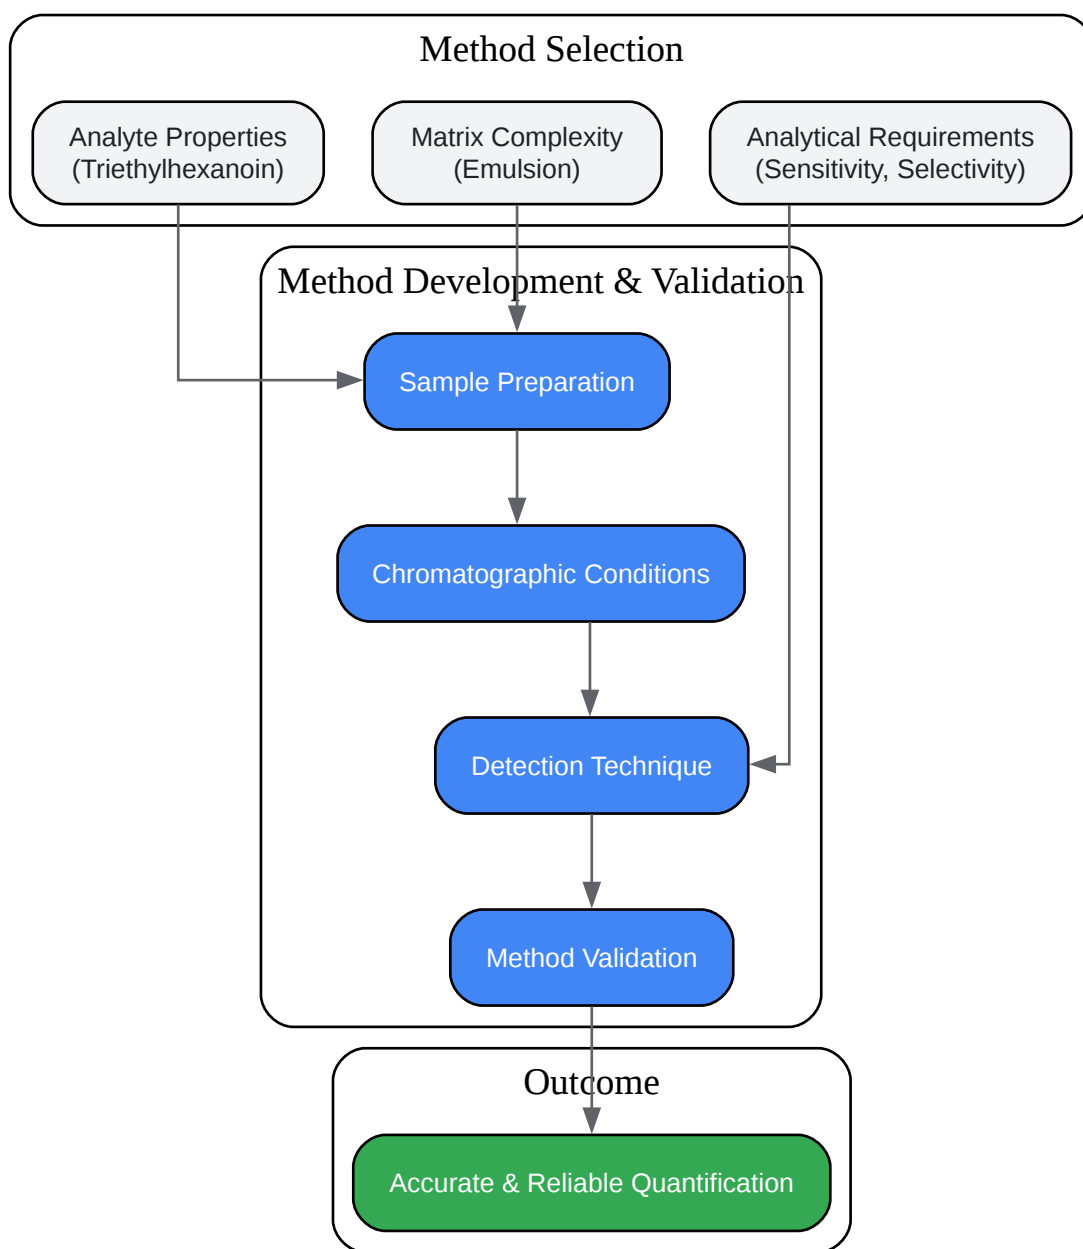 Method Selection
Analyte Properties
(Triethylhexanoin)
Matrix Complexity
(Emulsion)
Analytical Requirements
(Sensitivity, Selectivity)
Method Development & Validation
Sample Preparation
Chromatographic Conditions
Detection Technique
Method Validation
Outcome
Accurate & Reliable Quantification